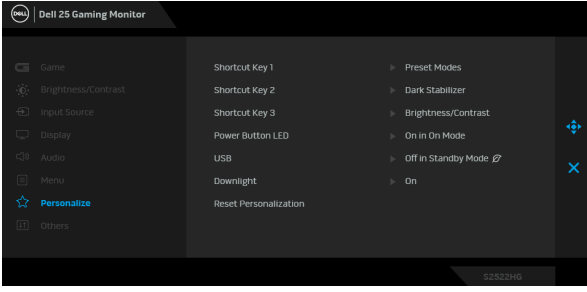 DELL
Dell 25 Gaming Monitor
Game
Brightness/Contrast
Input Source
Display
Audio
Menu
Personalize
Others
Shortcut Key 1 Preset Modes
Shortcut Key 2 Dark Stabilizer
Shortcut Key 3 Brightness/Contrast
Power Button LED On in On Mode
USB Off in Standby Mode
Downlight On
Reset Personalization
S2522HG